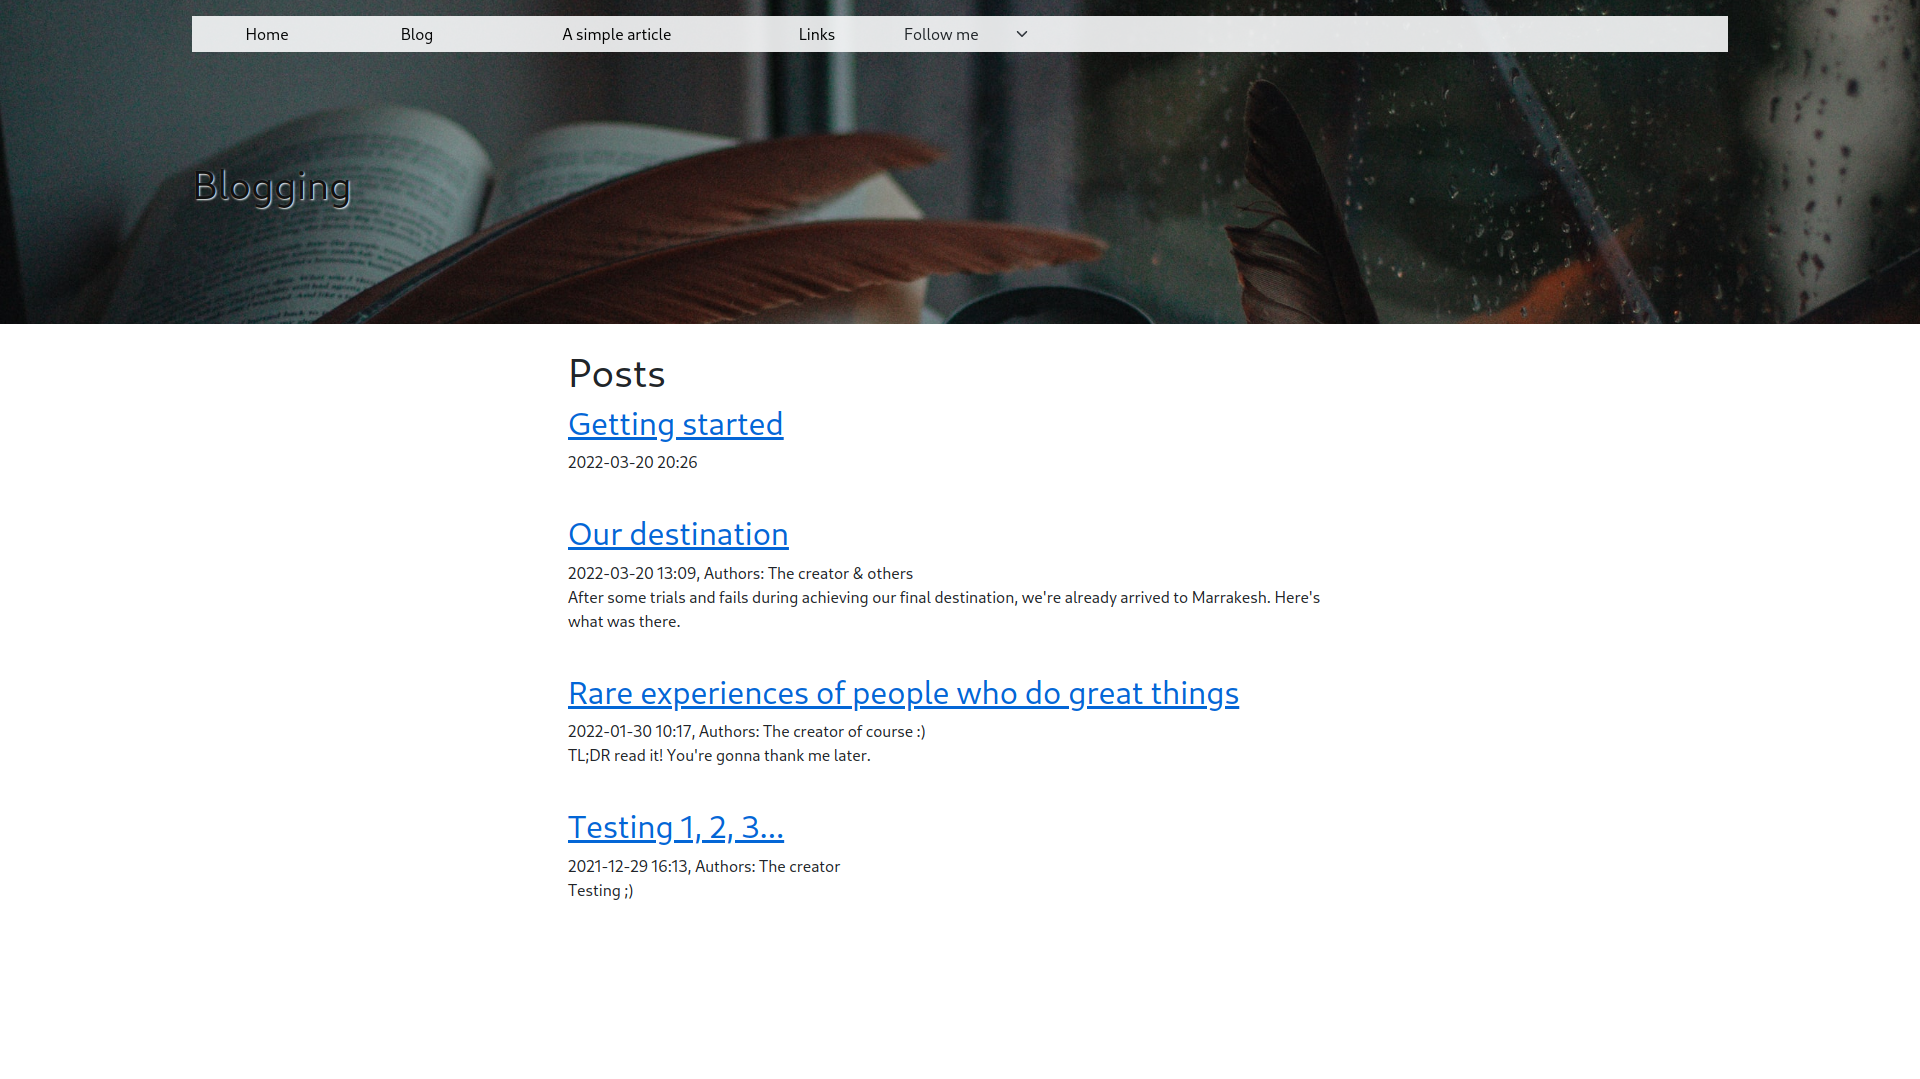 Home
Blog
A simple article
Links
Follow me
Blogging
Posts
Getting started
2022-03-20 20:26
Our destination
2022-03-20 13:09, Authors: The creator & others
After some trials and fails during achieving our final destination, we're already arrived to Marrakesh. Here's
what was there.
Rare experiences of people who do great things
2022-01-30 10:17, Authors: The creator of course :)
TL;DR read it! You're gonna thank me later.
Testing 1, 2, 3...
2021-12-29 16:13, Authors: The creator
Testing ;)